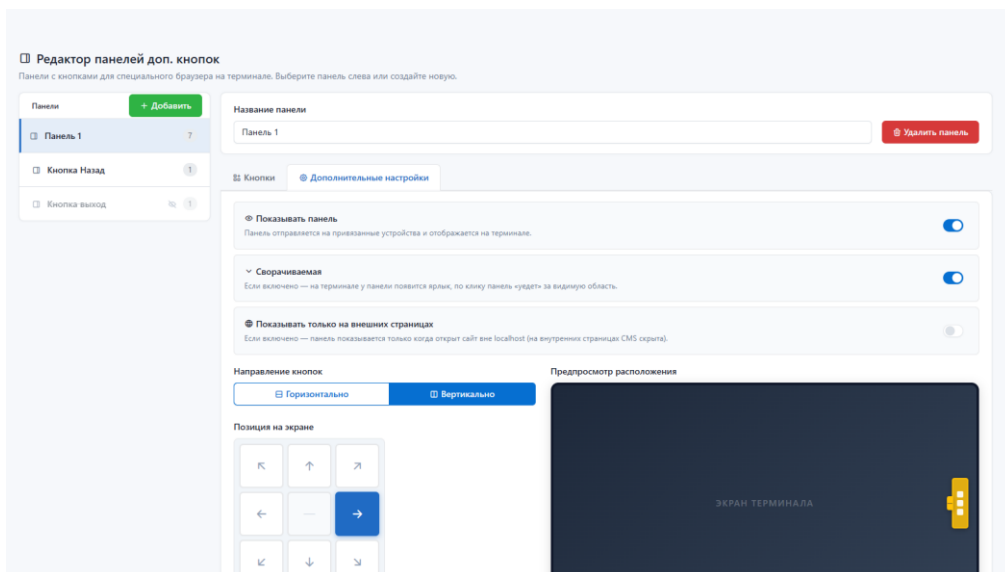 Редактор панелей доп. кнопок
Панели с кнопками для специального браузера на терминале. Выберите панель слева или создайте новую.
Панели
+ Добавить
Панель 1
7
Кнопка Назад
1
Кнопка выход
1
Название панели
Панель 1
Удалить панель
Кнопки
Дополнительные настройки
Показывать панель
Панель отправляется на привязанные устройства и отображается на терминале.
Сворачиваемая
Если включено — на терминале у панели появится ярлык, по клику панель «уедет» за видимую область.
Показывать только на внешних страницах
Если включено — панель показывается только когда открыт сайт вне localhost (на внутренних страницах CMS скрыта).
Направление кнопок
Горизонтально
Вертикально
Позиция на экране
Предпросмотр расположения
ЭКРАН ТЕРМИНАЛА